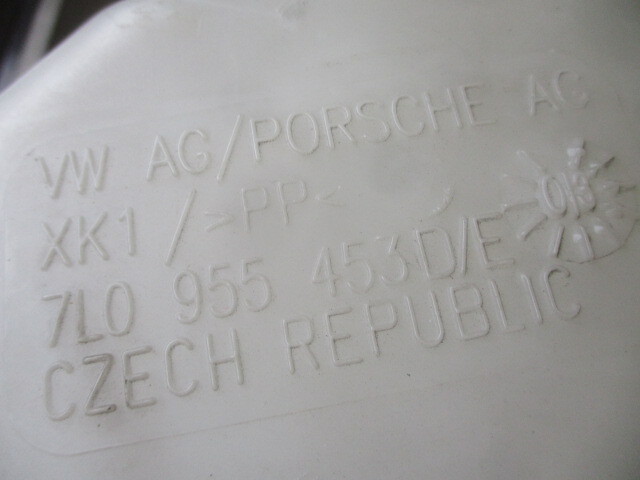 VW AG/PORSCHE AG
XK1 / >PP<
7L0 955 453D/E
CZECH REPUBLIC